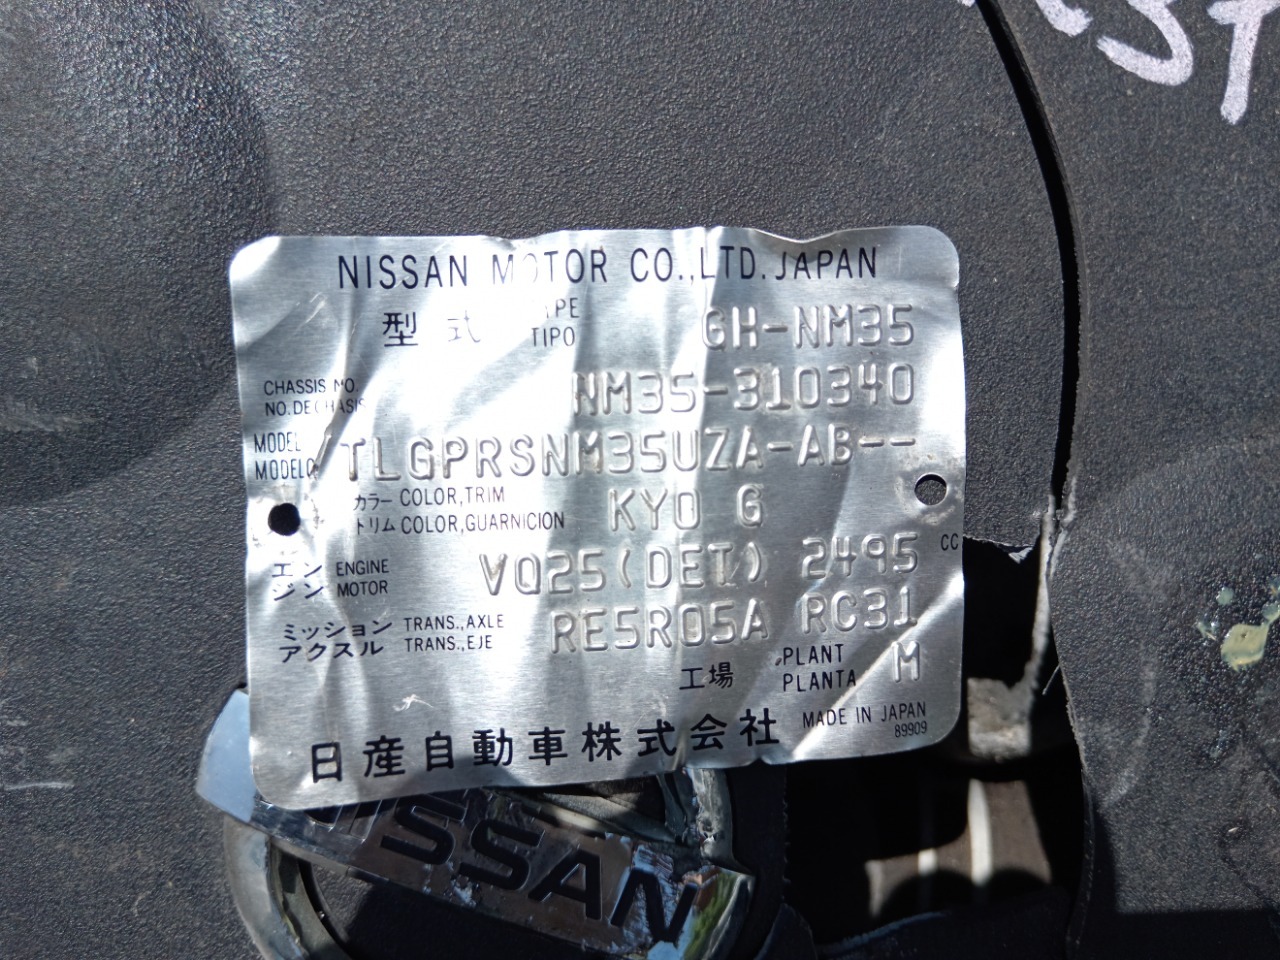 NISSAN MOTOR CO.,LTD.JAPAN
型式 TYPE TIPO GH-NM35
CHASSIS NO.
NO.DE CHASIS NM35-310340
MODEL
MODELO TLGPRSNM35UZA-AB--
カラー COLOR,TRIM
トリム COLOR,GUARNICION KY0 G
エンジン ENGINE MOTOR VQ25(DET) 2495 CC
ミッション TRANS.,AXLE
アクスル TRANS.,EJE RE5R05A RC31
工場 PLANT PLANTA M
日産自動車株式会社 MADE IN JAPAN
89909
NISSAN